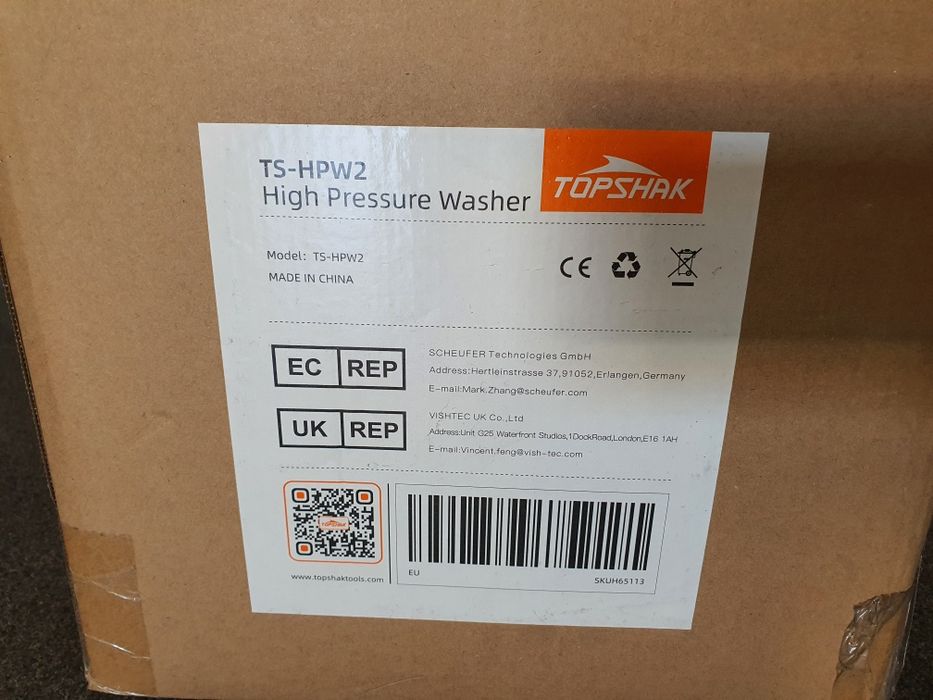 TS-HPW2
High Pressure Washer
TOPSHAK
Model: TS-HPW2
MADE IN CHINA
CE
EC REP
SCHEUFER Technologies GmbH
Address:Hertleinstrasse 37,91052,Erlangen,Germany
E-mail:Mark.Zhang@scheufer.com
UK REP
VISHTEC UK Co.,Ltd
Address:Unit G25 Waterfront Studios,1DockRoad,London,E16 1AH
E-mail:Vincent.feng@vish-tec.com
TOPSHAK
www.topshaktools.com
EU
SKUH65113